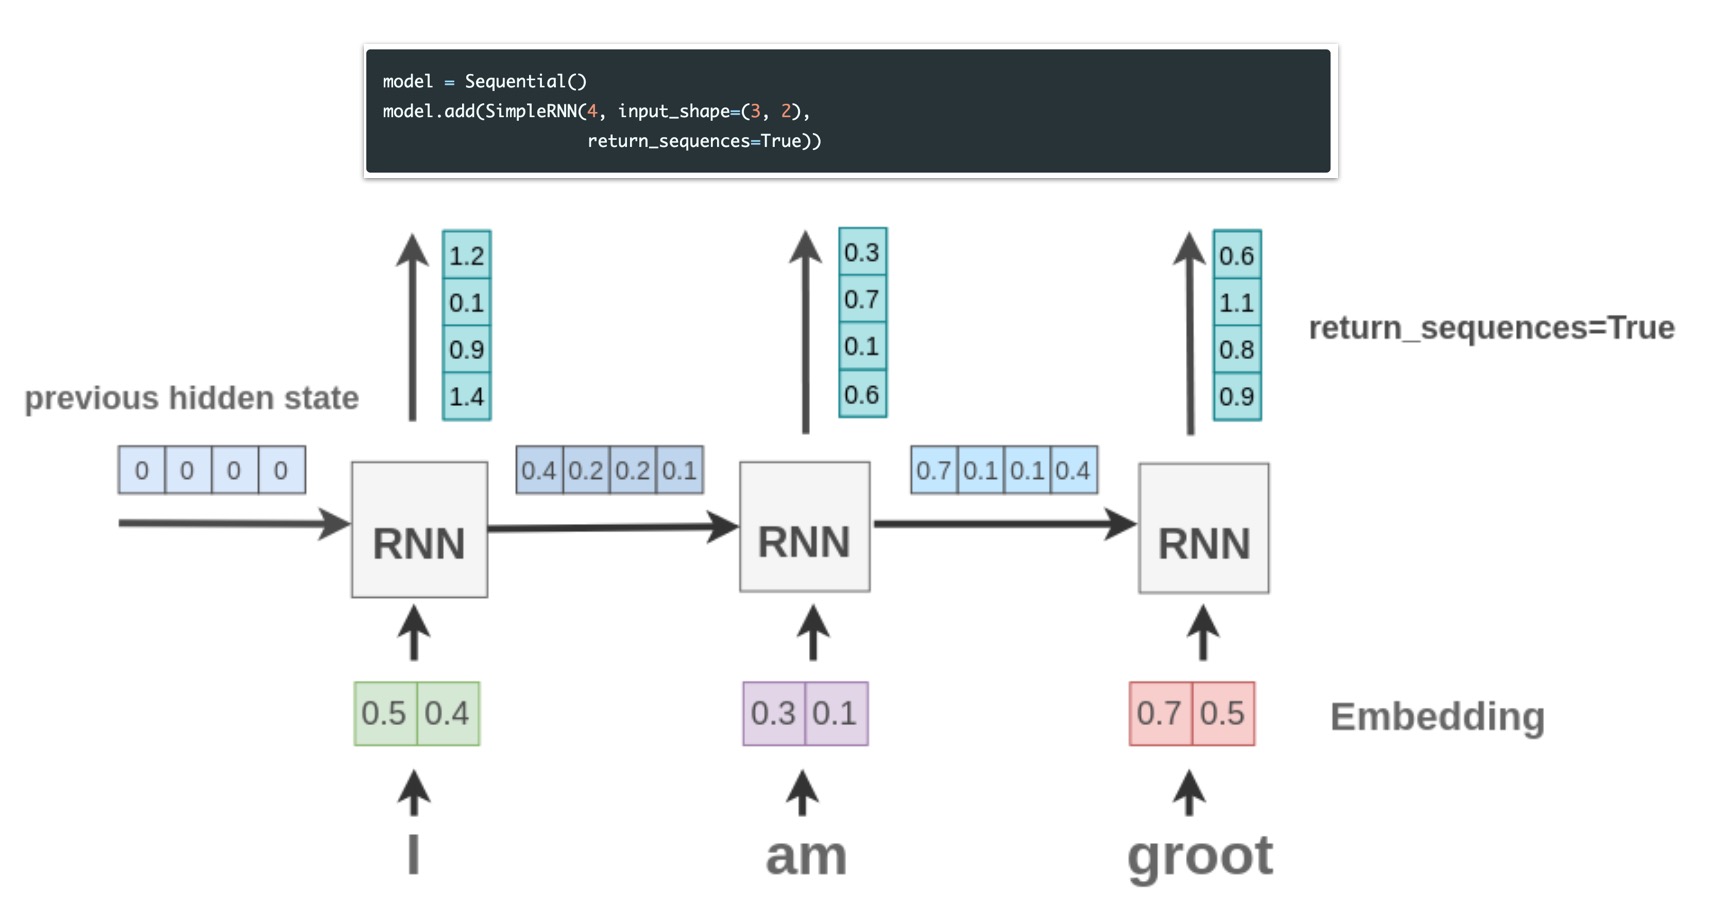 model = Sequential()
model.add(SimpleRNN(4, input_shape=(3, 2),
return_sequences=True))
1.2
0.1
0.9
1.4
0.3
0.7
0.1
0.6
0.6
1.1
0.8
0.9
return_sequences=True
previous hidden state
0 0 0 0
0.4 0.2 0.2 0.1
0.7 0.1 0.1 0.4
RNN
RNN
RNN
0.5 0.4
0.3 0.1
0.7 0.5
Embedding
I
am
groot